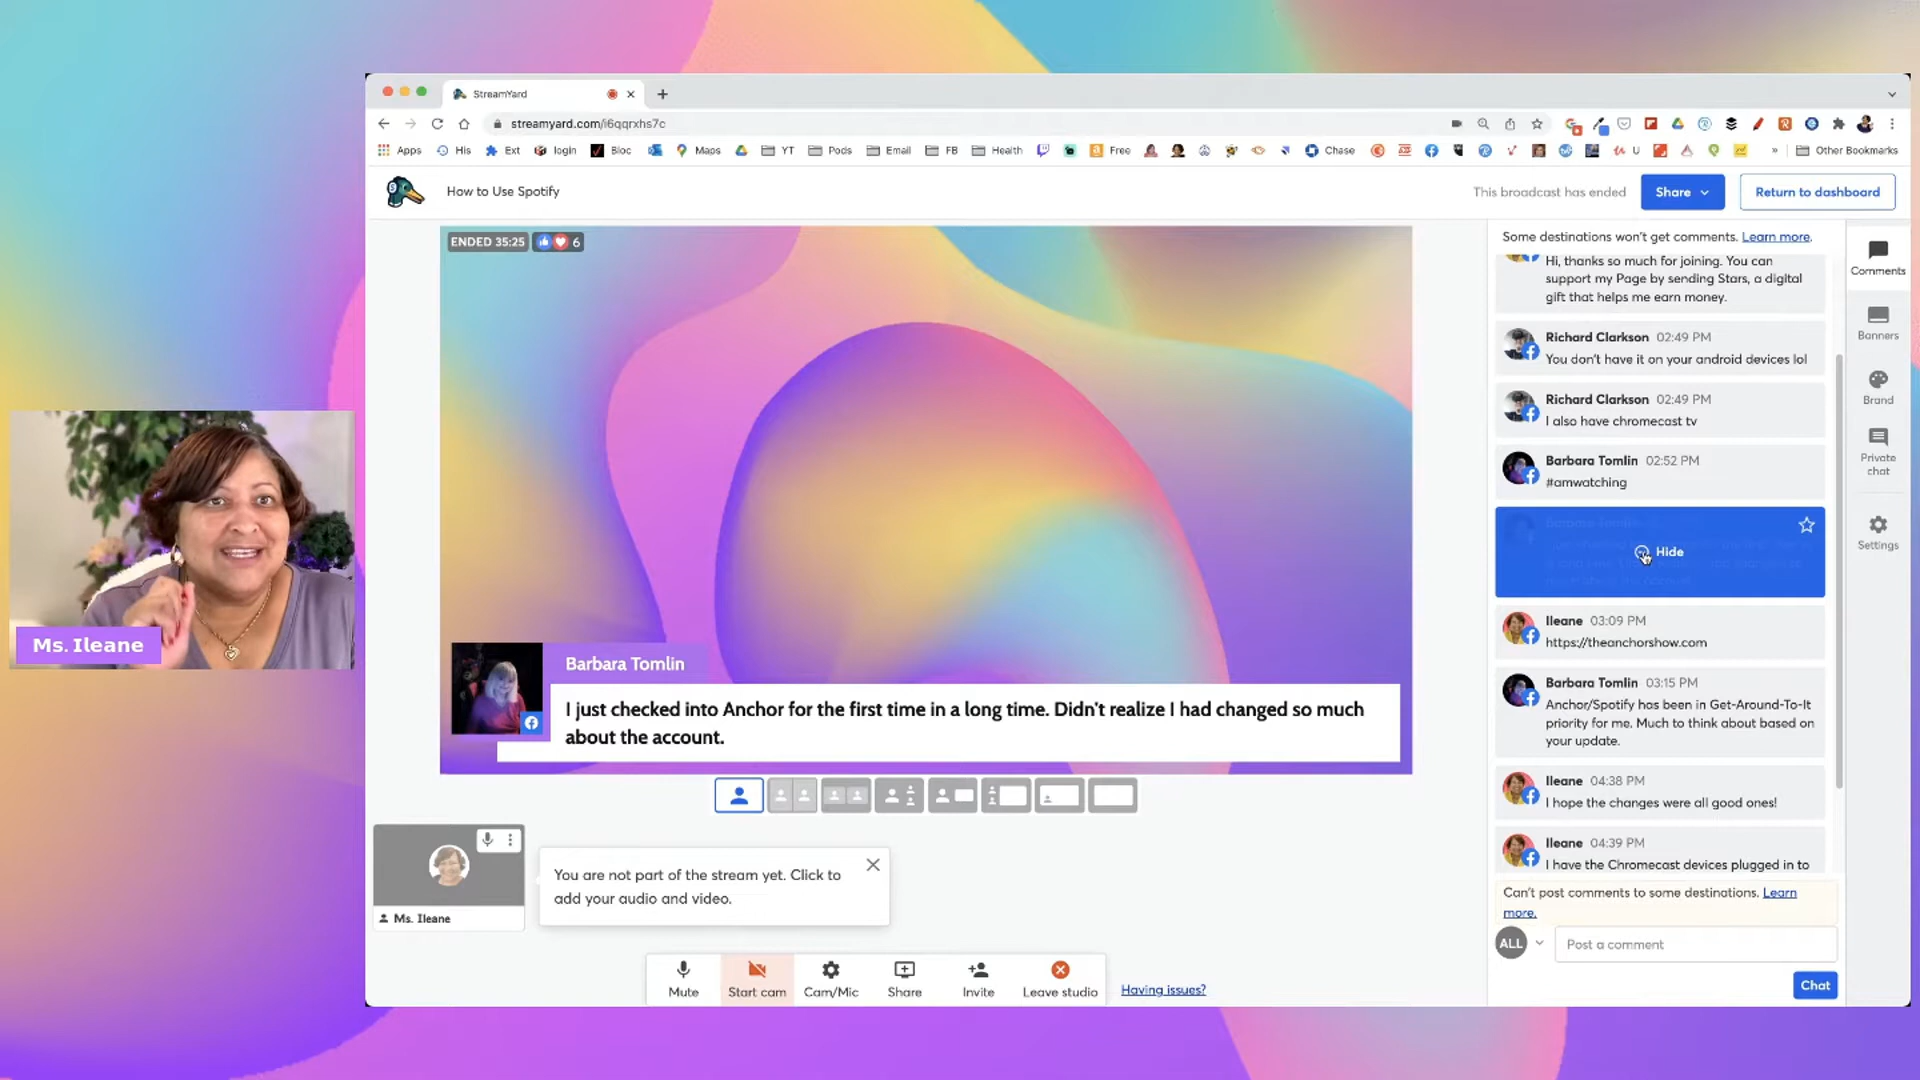 StreamYard
streamyard.com/i6qqrxhs7c
Apps
His
Ext
login
Bloc
Maps
YT
Pods
Email
FB
Health
Free
Chase
U
»
Other Bookmarks
How to Use Spotify
This broadcast has ended
Share
Return to dashboard
ENDED 35:25
6
Some destinations won't get comments. Learn more.
Hi, thanks so much for joining. You can
support my Page by sending Stars, a digital
gift that helps me earn money.
Richard Clarkson 02:49 PM
You don't have it on your android devices lol
Richard Clarkson 02:49 PM
I also have chromecast tv
Barbara Tomlin 02:52 PM
#amwatching
Barbara Tomlin
Hide
Ileane 03:09 PM
https://theanchorshow.com
Barbara Tomlin 03:15 PM
Anchor/Spotify has been in Get-Around-To-It
priority for me. Much to think about based on
your update.
Ileane 04:38 PM
I hope the changes were all good ones!
Ileane 04:39 PM
I have the Chromecast devices plugged in to
Can't post comments to some destinations. Learn
more.
ALL
Post a comment
Chat
Comments
Banners
Brand
Private
chat
Settings
Ms. Ileane
Barbara Tomlin
I just checked into Anchor for the first time in a long time. Didn't realize I had changed so much
about the account.
Ms. Ileane
You are not part of the stream yet. Click to
add your audio and video.
Mute
Start cam
Cam/Mic
Share
Invite
Leave studio
Having issues?